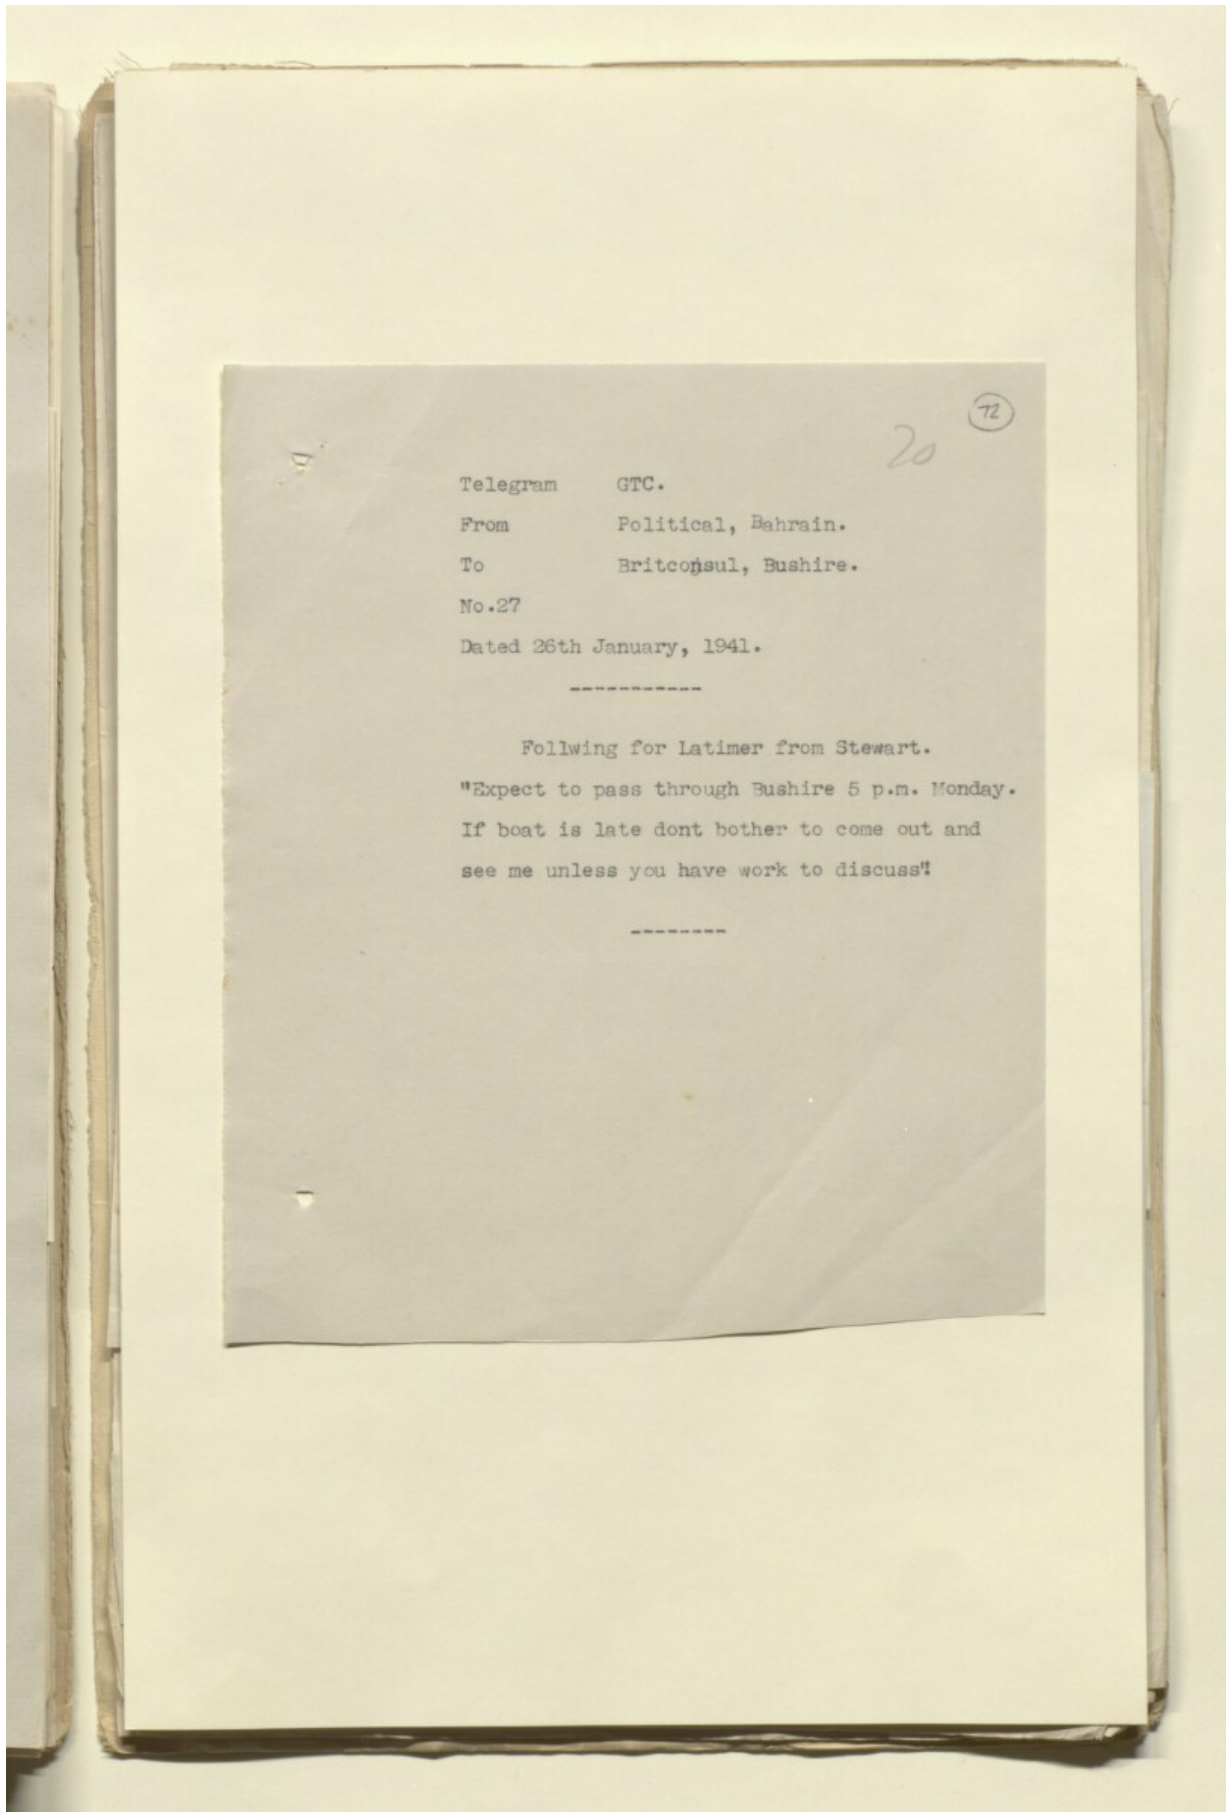 72
20
Telegram GTC.
From Political, Bahrain.
To Britconsul, Bushire.
No.27
Dated 26th January, 1941.
-----------
Follwing for Latimer from Stewart.
"Expect to pass through Bushire 5 p.m. Monday.
If boat is late dont bother to come out and
see me unless you have work to discuss".
--------